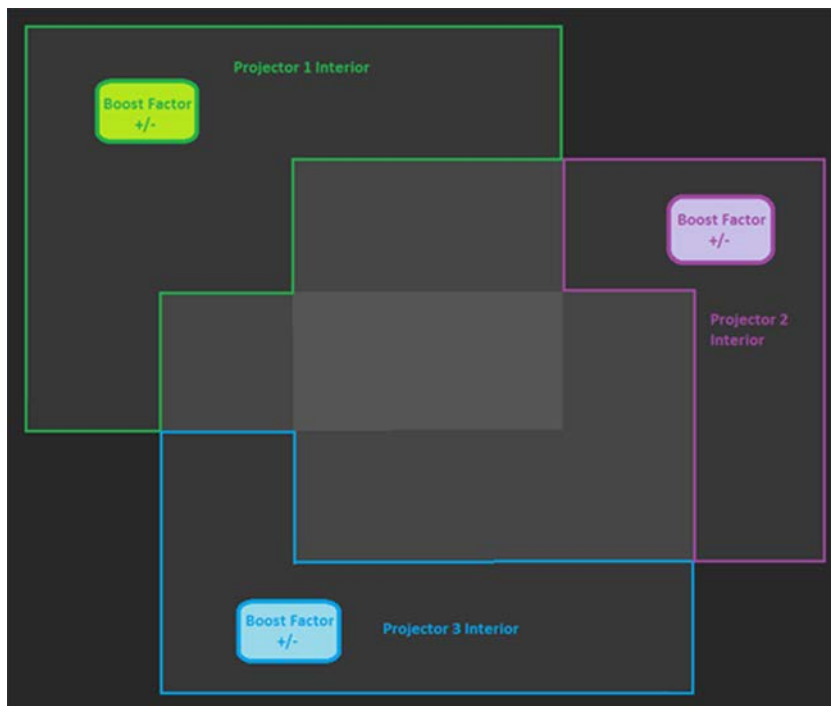 Projector 1 Interior
Boost Factor
+/-
Boost Factor
+/-
Projector 2
Interior
Boost Factor
+/-
Projector 3 Interior